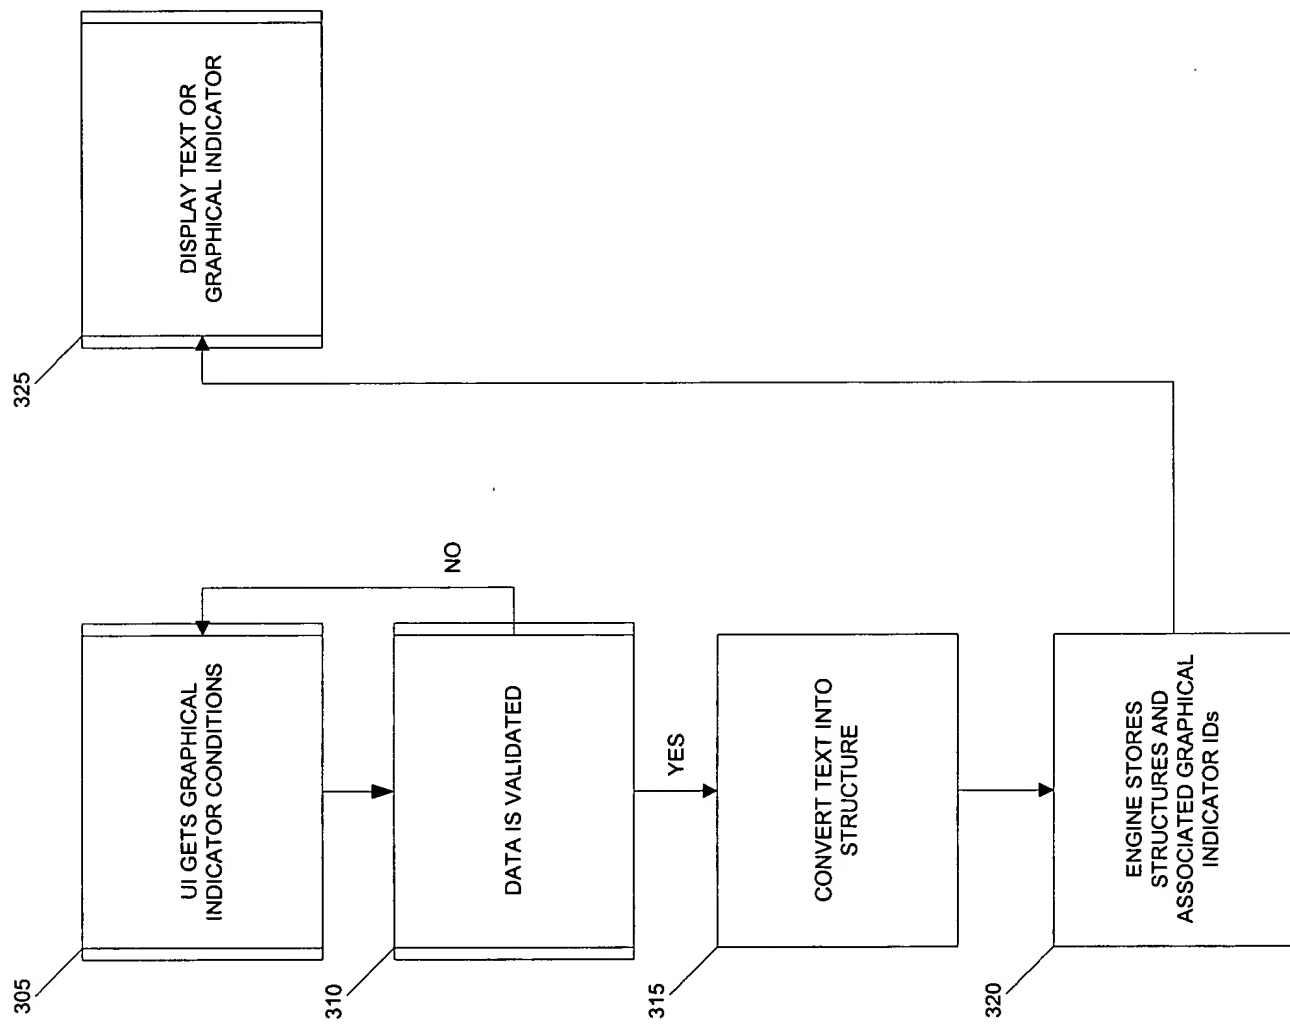 305
UI GETS GRAPHICAL
INDICATOR CONDITIONS
310
DATA IS VALIDATED
NO
YES
315
CONVERT TEXT INTO
STRUCTURE
320
ENGINE STORES
STRUCTURES AND
ASSOCIATED GRAPHICAL
INDICATOR IDs
325
DISPLAY TEXT OR
GRAPHICAL INDICATOR